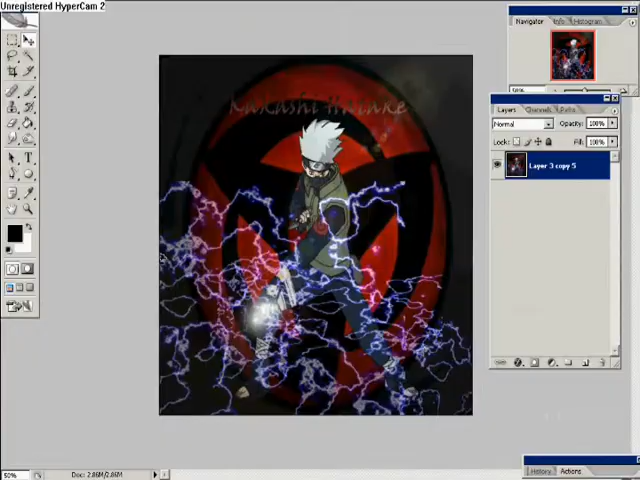 Unregistered HyperCam 2
Navigator Info Histogram
Kakashi Hatake
Layers Channels Paths
Normal Opacity: 100%
Lock: Fill: 100%
Layer 3 copy 5
T
50% Doc: 2.86M/2.86M
History Actions